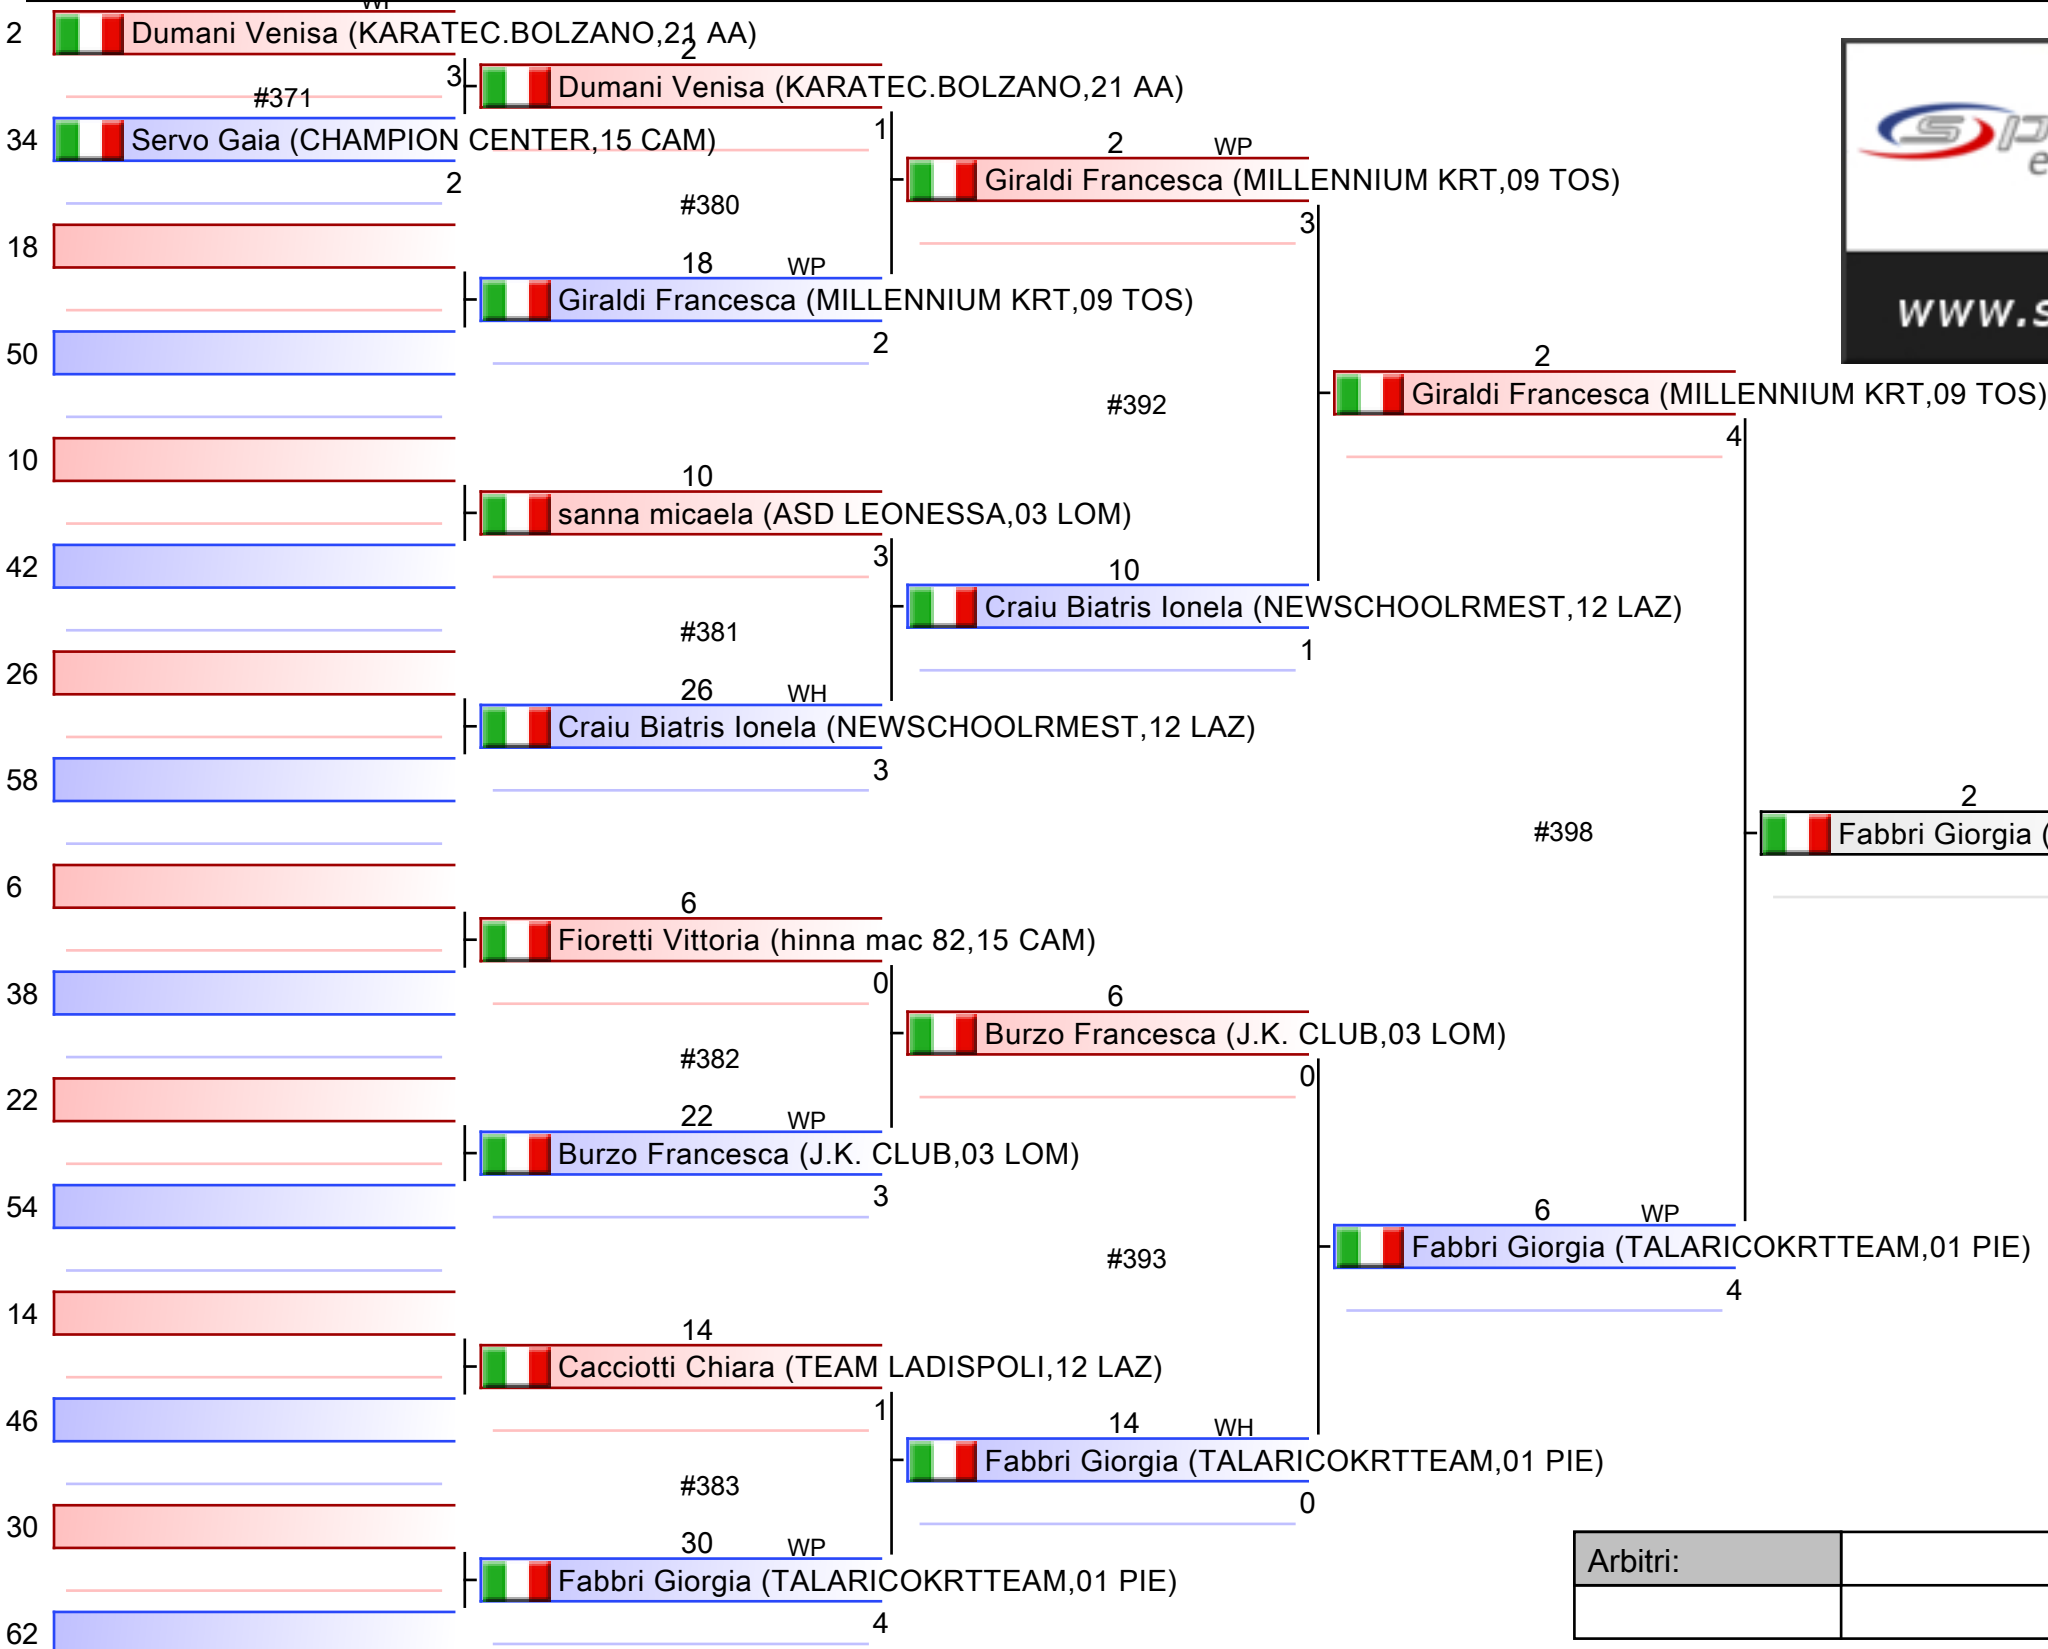 2 Dumani Venisa (KARATEC.BOLZANO,21 AA)
3
#371
34 Servo Gaia (CHAMPION CENTER,15 CAM)
2
18
50
10
42
26
58
6
38
22
54
14
46
30
62
2
Dumani Venisa (KARATEC.BOLZANO,21 AA)
1
#380
18 WP
Giraldi Francesca (MILLENNIUM KRT,09 TOS)
2
10
sanna micaela (ASD LEONESSA,03 LOM)
3
#381
26 WH
Craiu Biatris Ionela (NEWSCHOOLRMEST,12 LAZ)
3
6
Fioretti Vittoria (hinna mac 82,15 CAM)
0
#382
22 WP
Burzo Francesca (J.K. CLUB,03 LOM)
3
14
Cacciotti Chiara (TEAM LADISPOLI,12 LAZ)
1
#383
30 WP
Fabbri Giorgia (TALARICOKRTTEAM,01 PIE)
4
2 WP
Giraldi Francesca (MILLENNIUM KRT,09 TOS)
3
#392
10
Craiu Biatris Ionela (NEWSCHOOLRMEST,12 LAZ)
1
6
Burzo Francesca (J.K. CLUB,03 LOM)
0
#393
14 WH
Fabbri Giorgia (TALARICOKRTTEAM,01 PIE)
0
2
Giraldi Francesca (MILLENNIUM KRT,09 TOS)
4
#398
6 WP
Fabbri Giorgia (TALARICOKRTTEAM,01 PIE)
4
2
Fabbri Giorgia (
www.s
Arbitri: